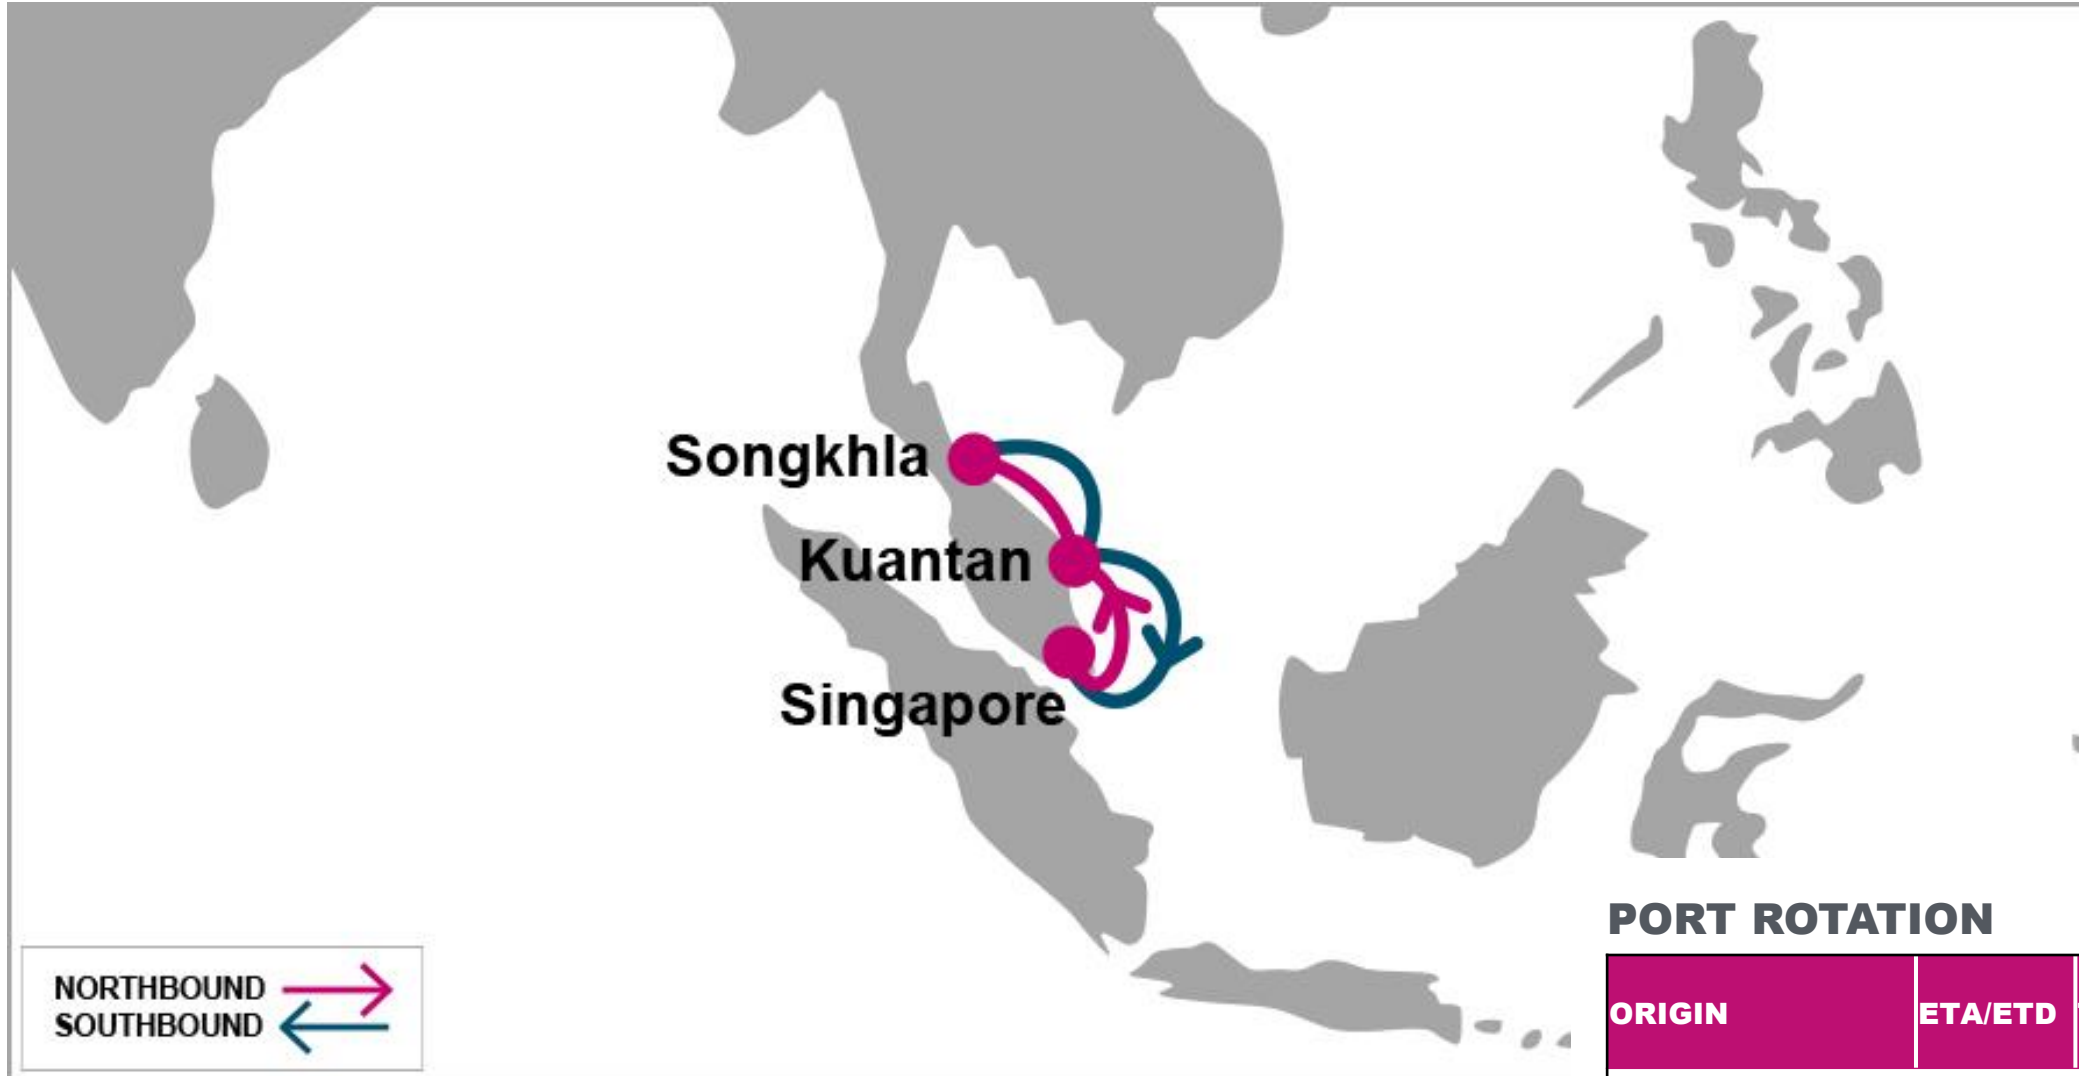 Songkhla
Kuantan
Singapore
NORTHBOUND
SOUTHBOUND
PORT ROTATION
ORIGIN ETA/ETD